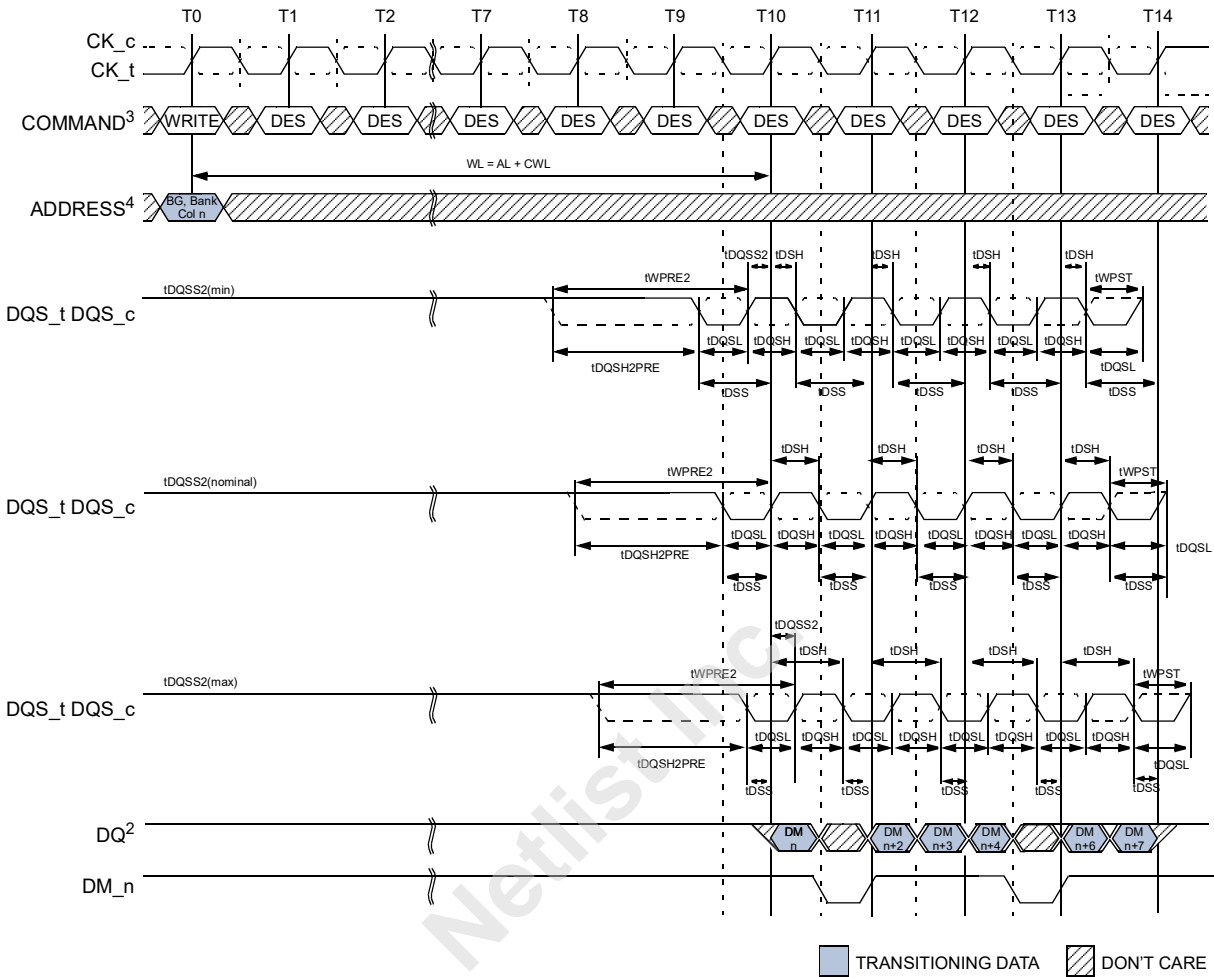 T0 T1 T2 T7 T8 T9 T10 T11 T12 T13 T14
CK_c
CK_t
COMMAND3 WRITE DES DES DES DES DES DES DES DES DES DES
WL = AL + CWL
ADDRESS4 BG, Bank
Col n
tDQSS2 tDSH tDSH tDSH tDSH
tDQSS2(min) tWPRE2 tWPST
DQS_t DQS_c
tDQSL tDQSH tDQSL tDQSH tDQSL tDQSH tDQSL tDQSH
tDQSH2PRE tDQSL
tDSS tDSS tDSS tDSS tDSS
tDSH tDSH tDSH tDSH
tDQSS2(nominal) tWPRE2 tWPST
DQS_t DQS_c
tDQSL tDQSH tDQSL tDQSH tDQSL tDQSH tDQSL tDQSH tDQSL
tDQSH2PRE
tDSS tDSS tDSS tDSS tDSS
tDQSS2
tDSH tDSH tDSH tDSH
tDQSS2(max) tWPRE2 tWPST
DQS_t DQS_c
tDQSL tDQSH tDQSL tDQSH tDQSL tDQSH tDQSL tDQSH
tDQSH2PRE tDQSL
tDSS tDSS tDSS tDSS tDSS
DQ2 DM
n DM
n+2 DM
n+3 DM
n+4 DM
n+6 DM
n+7
DM_n
Netlist Inc.
TRANSITIONING DATA DON'T CARE